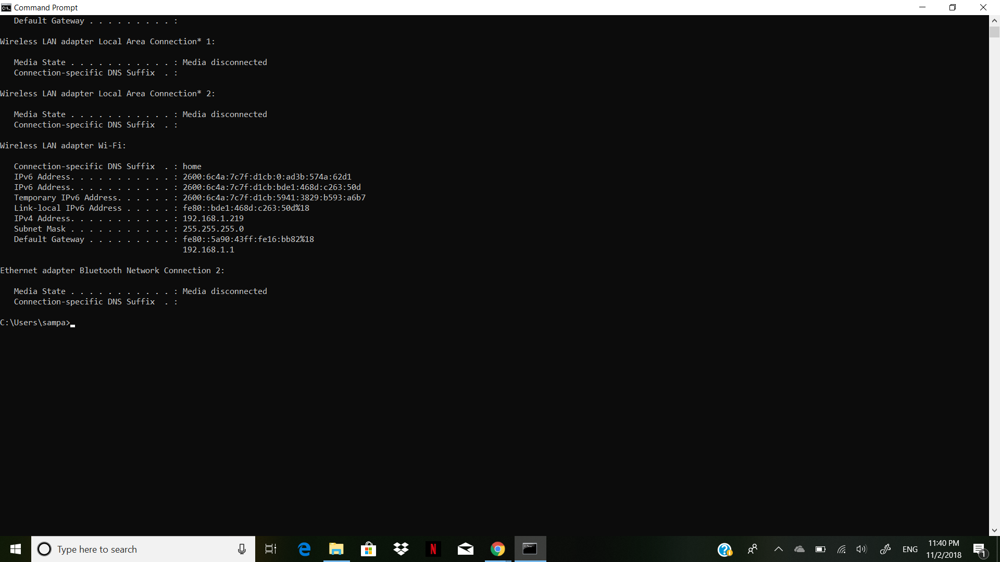 Command Prompt
Default Gateway . . . . . . . . . :
Wireless LAN adapter Local Area Connection* 1:
Media State . . . . . . . . . . . : Media disconnected
Connection-specific DNS Suffix  . :
Wireless LAN adapter Local Area Connection* 2:
Media State . . . . . . . . . . . : Media disconnected
Connection-specific DNS Suffix  . :
Wireless LAN adapter Wi-Fi:
Connection-specific DNS Suffix  . : home
IPv6 Address. . . . . . . . . . . : 2600:6c4a:7c7f:d1cb:0:ad3b:574a:62d1
IPv6 Address. . . . . . . . . . . : 2600:6c4a:7c7f:d1cb:bde1:468d:c263:50d
Temporary IPv6 Address. . . . . . : 2600:6c4a:7c7f:d1cb:5941:3829:b593:a6b7
Link-local IPv6 Address . . . . . : fe80::bde1:468d:c263:50d%18
IPv4 Address. . . . . . . . . . . : 192.168.1.219
Subnet Mask . . . . . . . . . . . : 255.255.255.0
Default Gateway . . . . . . . . . : fe80::5a90:43ff:fe16:bb82%18
192.168.1.1
Ethernet adapter Bluetooth Network Connection 2:
Media State . . . . . . . . . . . : Media disconnected
Connection-specific DNS Suffix  . :
C:\Users\sampa>
Type here to search
ENG
11:40 PM
11/2/2018
1